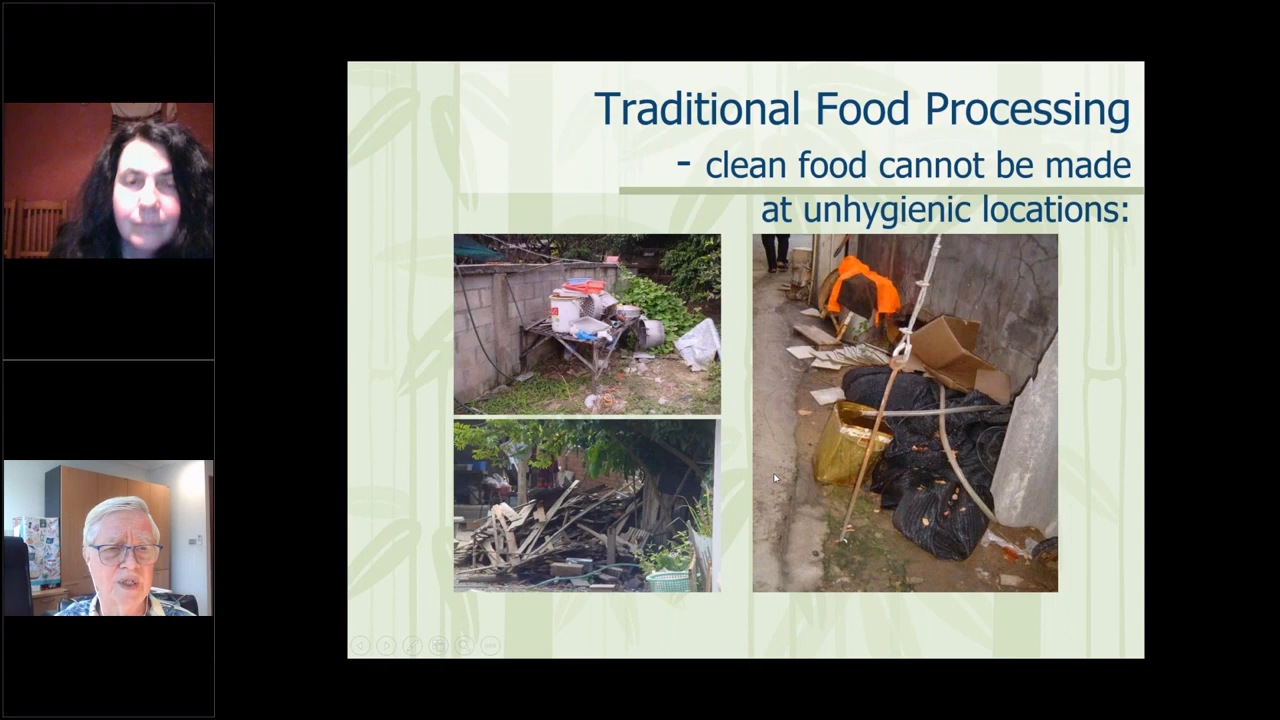 Traditional Food Processing
- clean food cannot be made
at unhygienic locations: